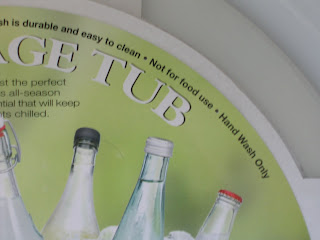 sh is durable and easy to clean • Not for food use • Hand Wash Only
AGE TUB
st the perfect
s all-season
ntial that will keep
ts chilled.